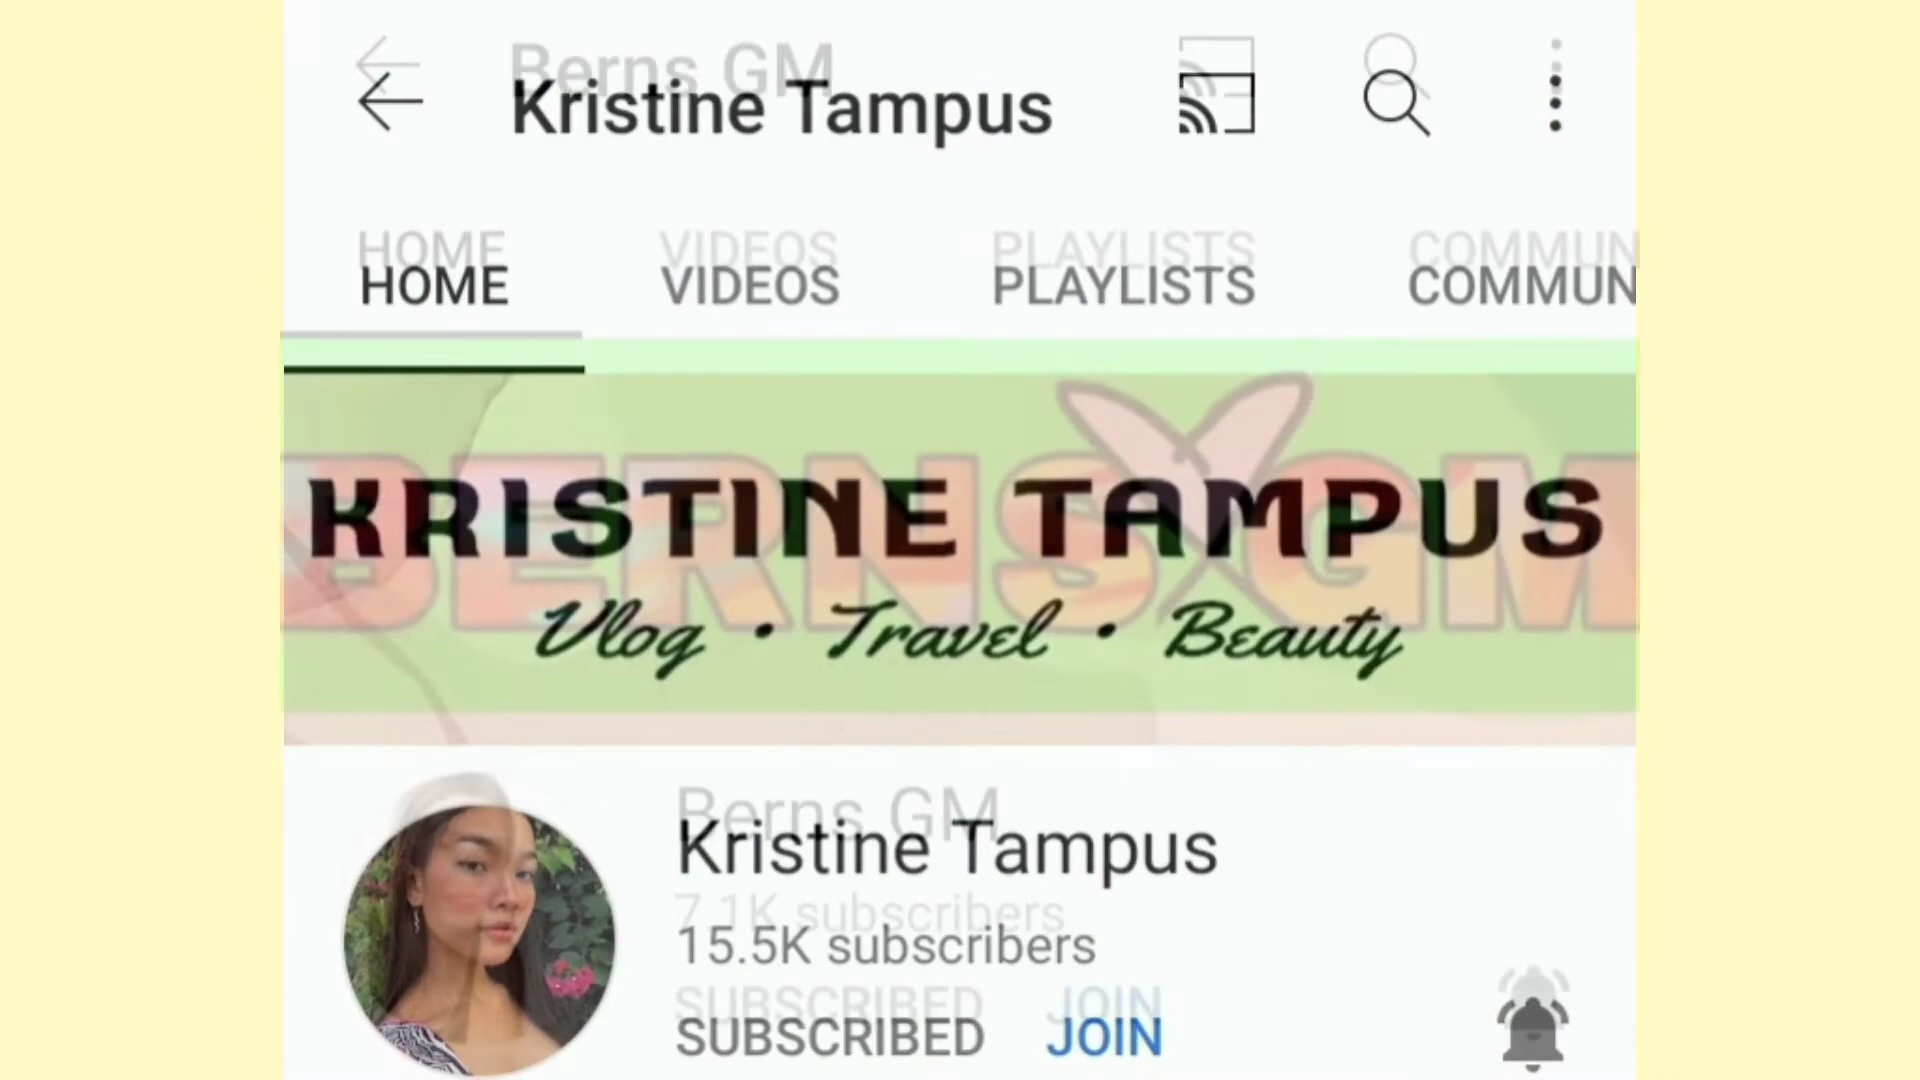 Berns GM
Kristine Tampus
HOME VIDEOS PLAYLISTS COMMUN
HOME VIDEOS PLAYLISTS COMMUN
BERNS GM
KRISTINE TAMPUS
Vlog • Travel • Beauty
Berns GM
Kristine Tampus
7.1K subscribers
15.5K subscribers
SUBSCRIBED JOIN
SUBSCRIBED JOIN